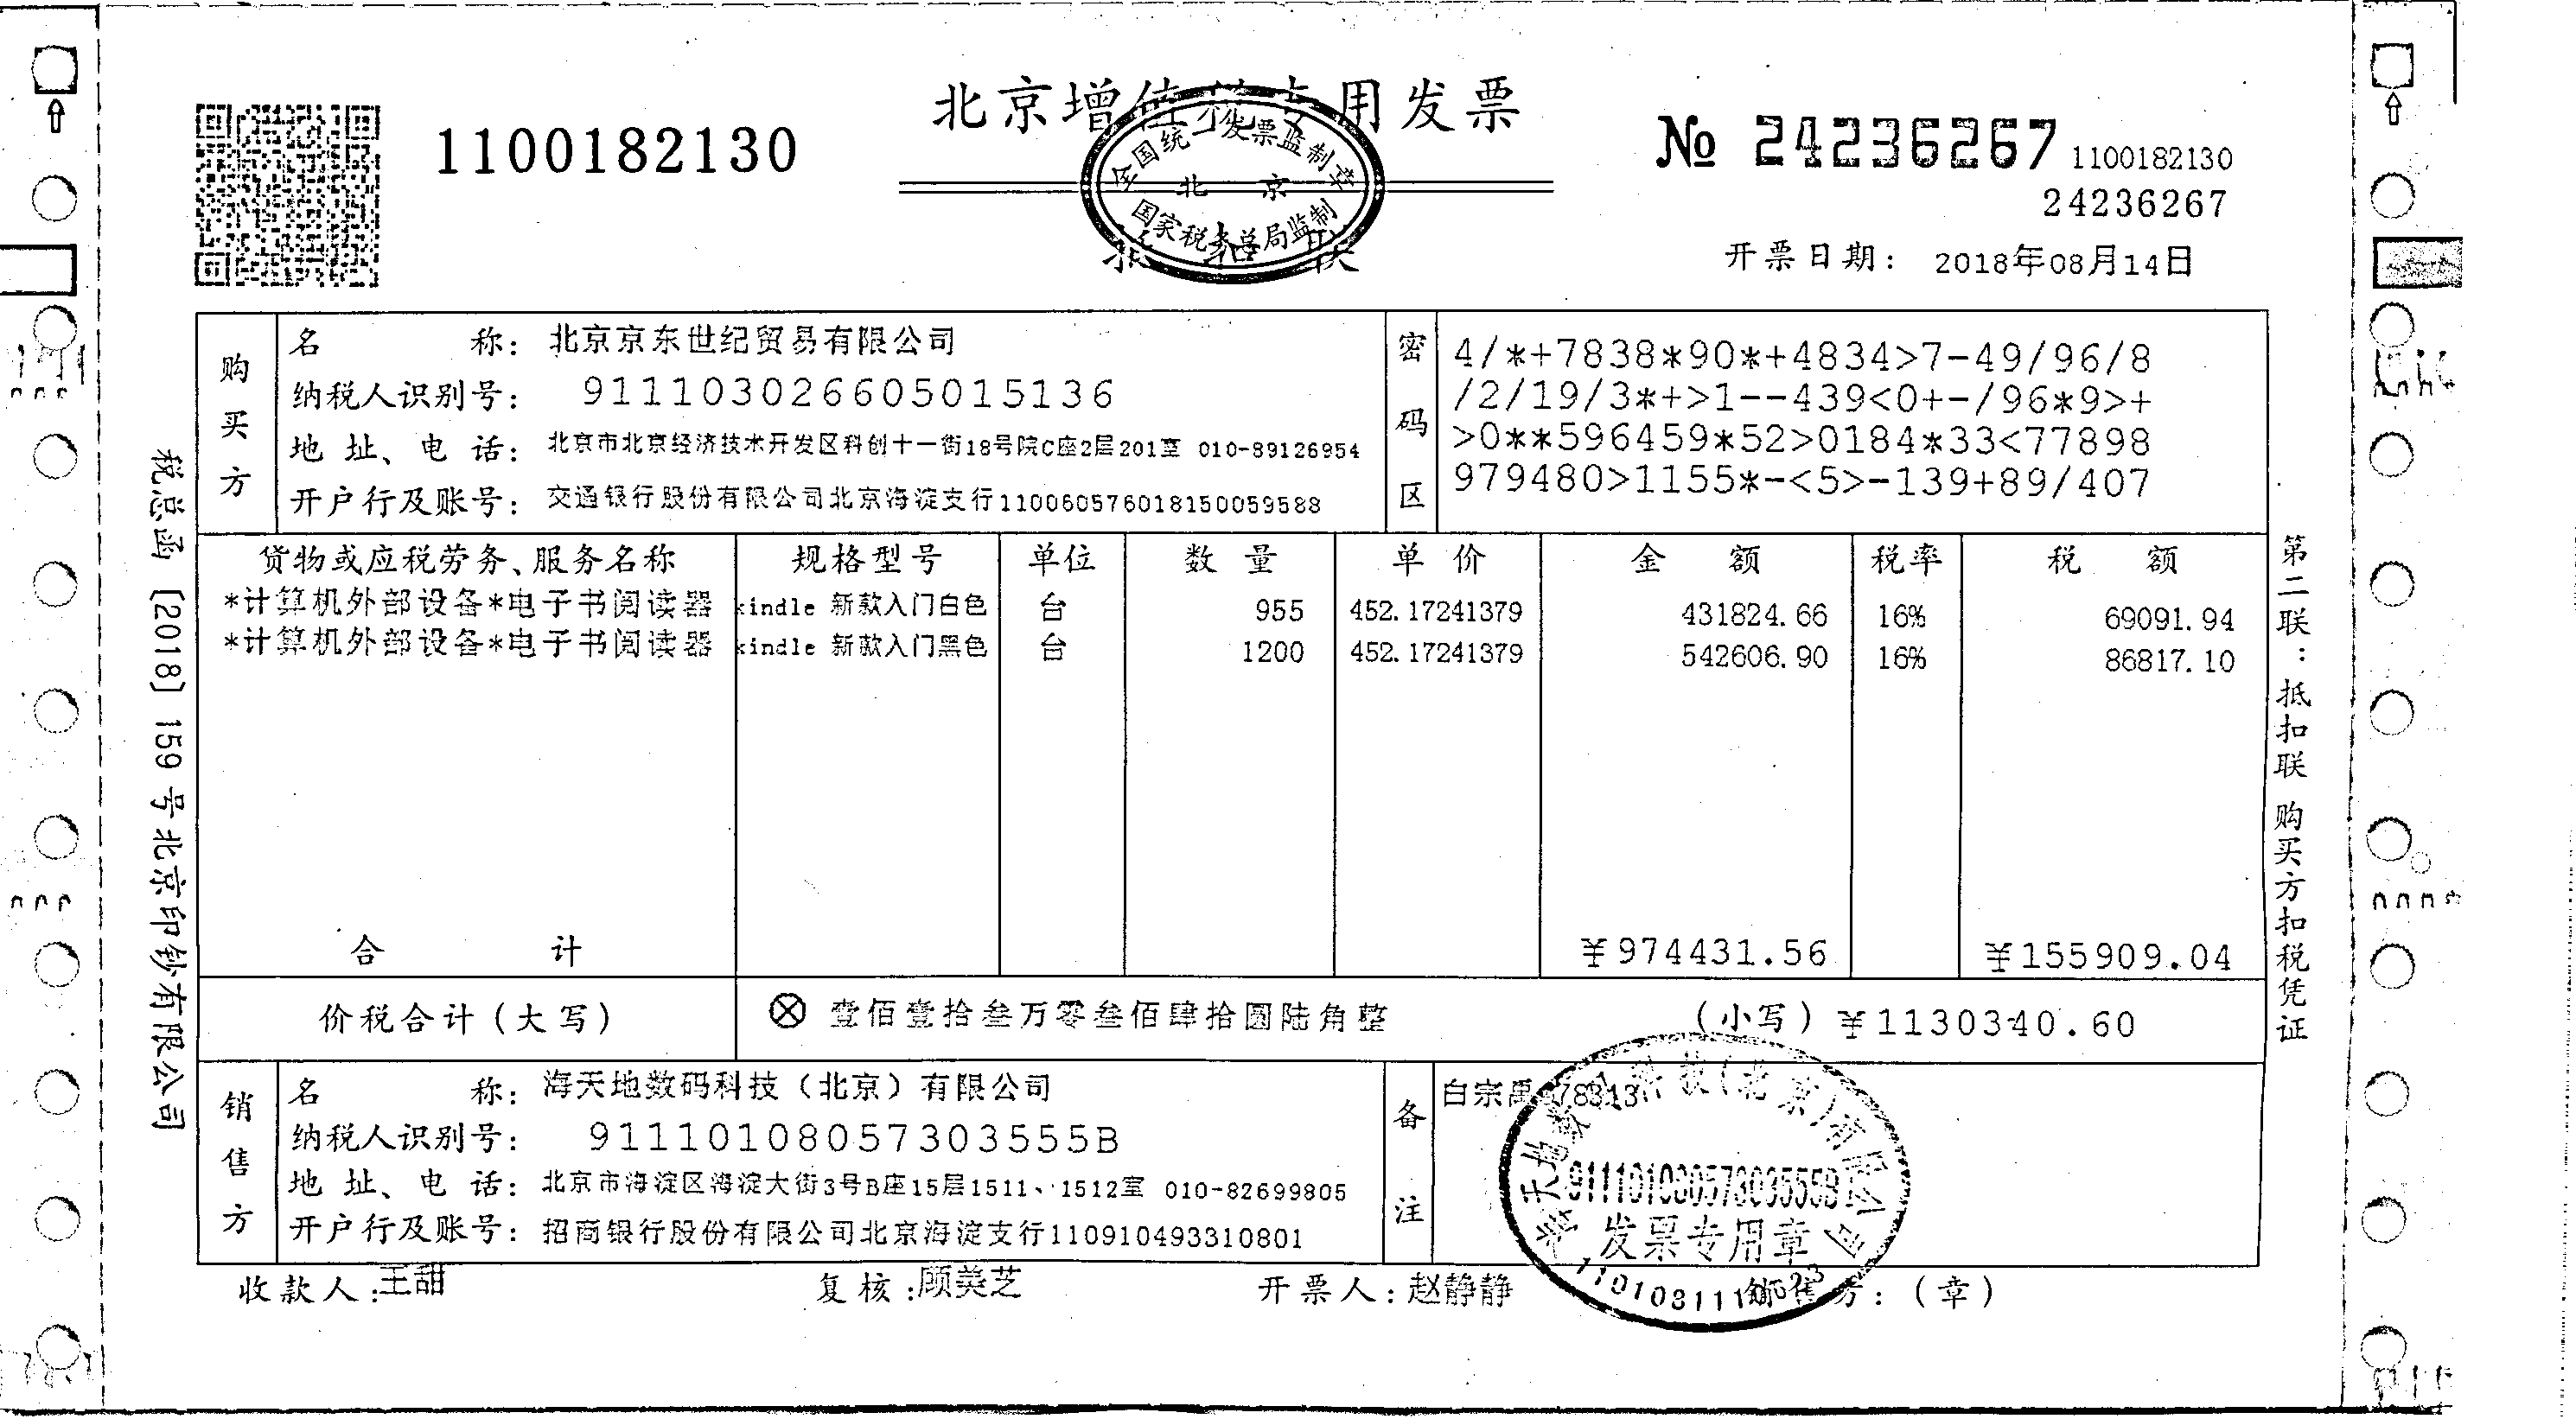 北京增值税专用发票
1100182130
№ 24236267
1100182130
24236267
全国统一发票监制章
北京
国家税务总局监制
抵扣联
开票日期： 2018年08月14日
税总函〔2018〕159号北京印钞有限公司
购买方
名称：北京京东世纪贸易有限公司
纳税人识别号：911103026605015136
地址、电话：北京市北京经济技术开发区科创十一街18号院C座2层201室 010-89126954
开户行及账号：交通银行股份有限公司北京海淀支行110060576018150059588
密码区
4/*+7838*90*+4834>7-49/96/8
/2/19/3*+>1--439<0+-/96*9>+
>0**596459*52>0184*33<77898
979480>1155*-<5>-139+89/407
货物或应税劳务、服务名称 规格型号 单位 数量 单价 金额 税率 税额
*计算机外部设备*电子书阅读器 kindle 新款入门白色 台 955 452.17241379 431824.66 16% 69091.94
*计算机外部设备*电子书阅读器 kindle 新款入门黑色 台 1200 452.17241379 542606.90 16% 86817.10
合计 ¥974431.56 ¥155909.04
价税合计（大写） ⊗壹佰壹拾叁万零叁佰肆拾圆陆角整 （小写）¥1130340.60
第二联：抵扣联 购买方扣税凭证
销售方
名称：海天地数码科技（北京）有限公司
纳税人识别号：91110108057303555B
地址、电话：北京市海淀区海淀大街3号B座15层1511、1512室 010-82699805
开户行及账号：招商银行股份有限公司北京海淀支行110910493310801
备注
白宗禹 78313
海天地数码科技（北京）有限公司
91110108057303555B
发票专用章
收款人：王甜 复核：顾美芝 开票人：赵静静 销售方：（章）